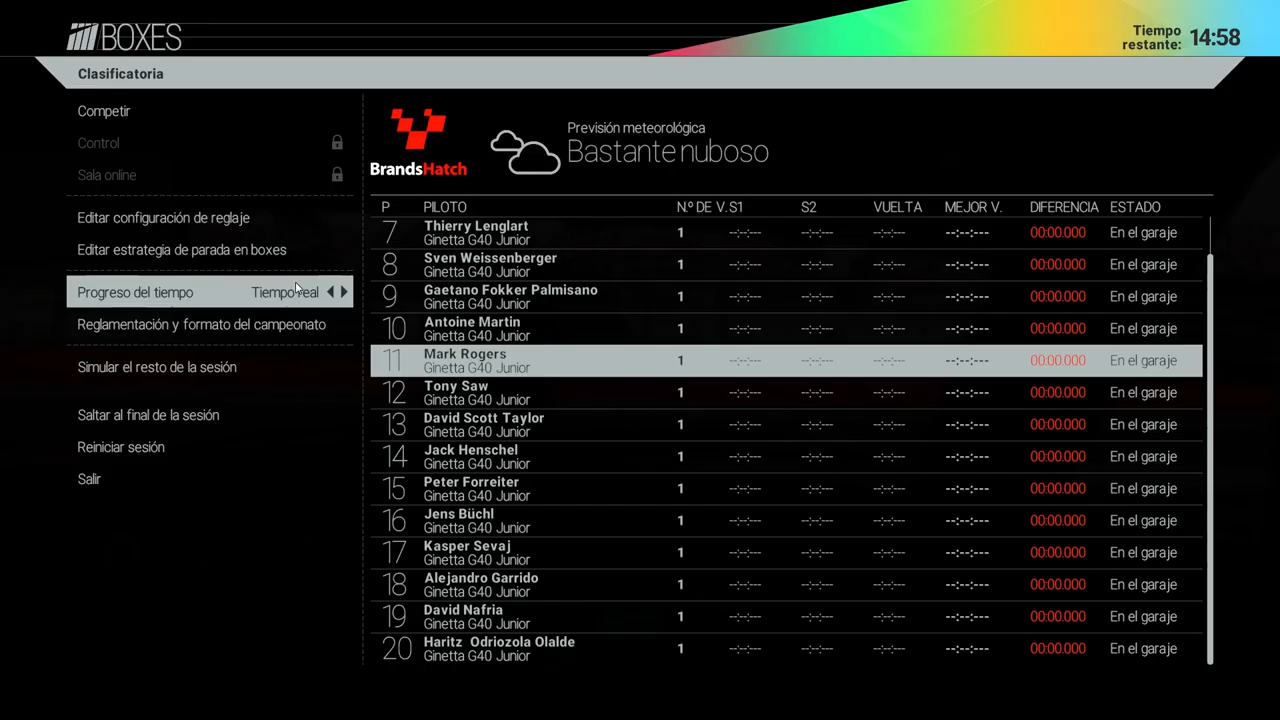 BOXES
Tiempo restante: 14:58
Clasificatoria
Competir
Control
Sala online
Editar configuración de reglaje
Editar estrategia de parada en boxes
Progreso del tiempo Tiempo real
Reglamentación y formato del campeonato
Simular el resto de la sesión
Saltar al final de la sesión
Reiniciar sesión
Salir
BrandsHatch
Previsión meteorológica
Bastante nuboso
P PILOTO N.º DE V. S1 S2 VUELTA MEJOR V. DIFERENCIA ESTADO
7 Thierry Lenglart 1 --:--:--- --:--:--- --:--:--- --:--:--- 00:00.000 En el garaje
Ginetta G40 Junior
8 Sven Weissenberger 1 --:--:--- --:--:--- --:--:--- --:--:--- 00:00.000 En el garaje
Ginetta G40 Junior
9 Gaetano Fokker Palmisano 1 --:--:--- --:--:--- --:--:--- --:--:--- 00:00.000 En el garaje
Ginetta G40 Junior
10 Antoine Martin 1 --:--:--- --:--:--- --:--:--- --:--:--- 00:00.000 En el garaje
Ginetta G40 Junior
11 Mark Rogers 1 --:--:--- --:--:--- --:--:--- --:--:--- 00:00.000 En el garaje
Ginetta G40 Junior
12 Tony Saw 1 --:--:--- --:--:--- --:--:--- --:--:--- 00:00.000 En el garaje
Ginetta G40 Junior
13 David Scott Taylor 1 --:--:--- --:--:--- --:--:--- --:--:--- 00:00.000 En el garaje
Ginetta G40 Junior
14 Jack Henschel 1 --:--:--- --:--:--- --:--:--- --:--:--- 00:00.000 En el garaje
Ginetta G40 Junior
15 Peter Forreiter 1 --:--:--- --:--:--- --:--:--- --:--:--- 00:00.000 En el garaje
Ginetta G40 Junior
16 Jens Büchl 1 --:--:--- --:--:--- --:--:--- --:--:--- 00:00.000 En el garaje
Ginetta G40 Junior
17 Kasper Sevaj 1 --:--:--- --:--:--- --:--:--- --:--:--- 00:00.000 En el garaje
Ginetta G40 Junior
18 Alejandro Garrido 1 --:--:--- --:--:--- --:--:--- --:--:--- 00:00.000 En el garaje
Ginetta G40 Junior
19 David Nafria 1 --:--:--- --:--:--- --:--:--- --:--:--- 00:00.000 En el garaje
Ginetta G40 Junior
20 Haritz Odriozola Olalde 1 --:--:--- --:--:--- --:--:--- --:--:--- 00:00.000 En el garaje
Ginetta G40 Junior